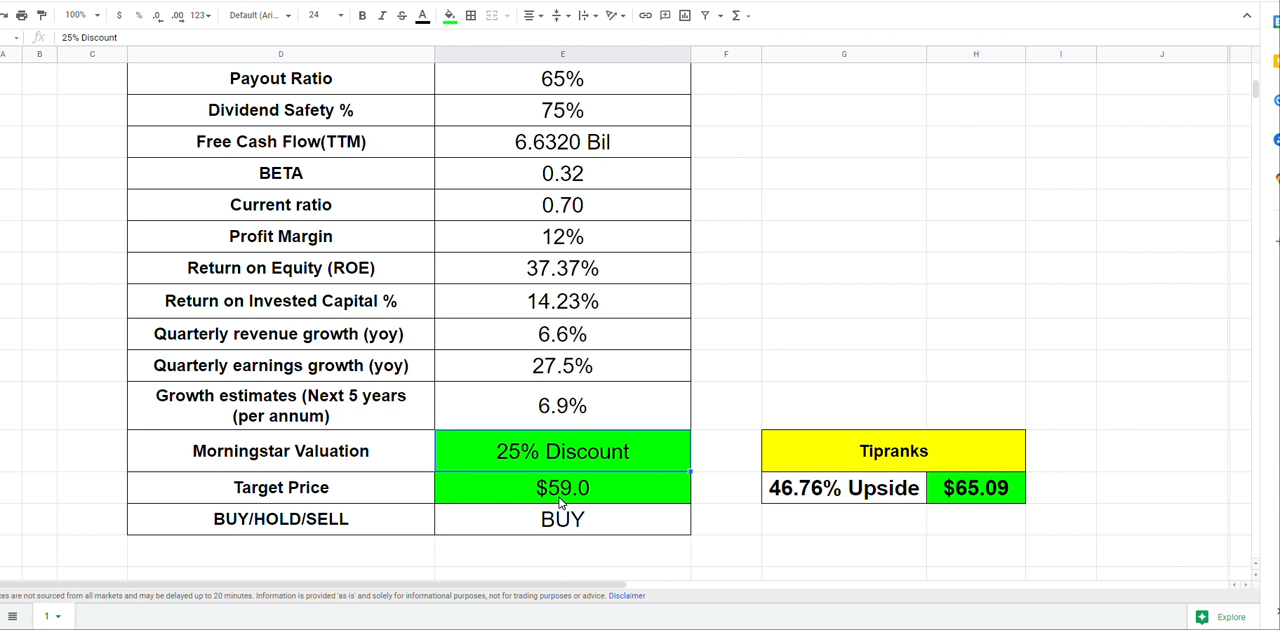 100% $ % .0 .00 123 Default (Ari... 24 B I S A Σ
fx 25% Discount
A B C D E F G H I J
Payout Ratio 65%
Dividend Safety % 75%
Free Cash Flow(TTM) 6.6320 Bil
BETA 0.32
Current ratio 0.70
Profit Margin 12%
Return on Equity (ROE) 37.37%
Return on Invested Capital % 14.23%
Quarterly revenue growth (yoy) 6.6%
Quarterly earnings growth (yoy) 27.5%
Growth estimates (Next 5 years
(per annum) 6.9%
Morningstar Valuation 25% Discount Tipranks
Target Price $59.0 46.76% Upside $65.09
BUY/HOLD/SELL BUY
tes are not sourced from all markets and may be delayed up to 20 minutes. Information is provided 'as is' and solely for informational purposes, not for trading purposes or advice. Disclaimer
1 Explore